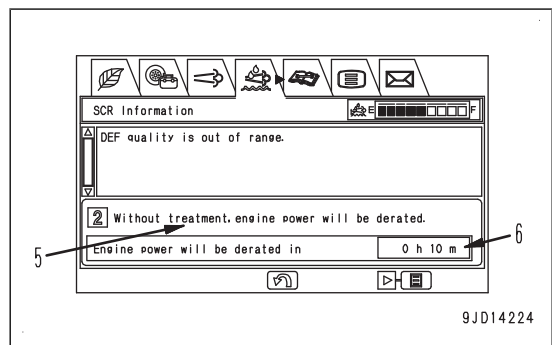 SCR Information
E F
DEF quality is out of range.
2 Without treatment, engine power will be derated.
Engine power will be derated in 0 h 10 m
5
6
9JD14224